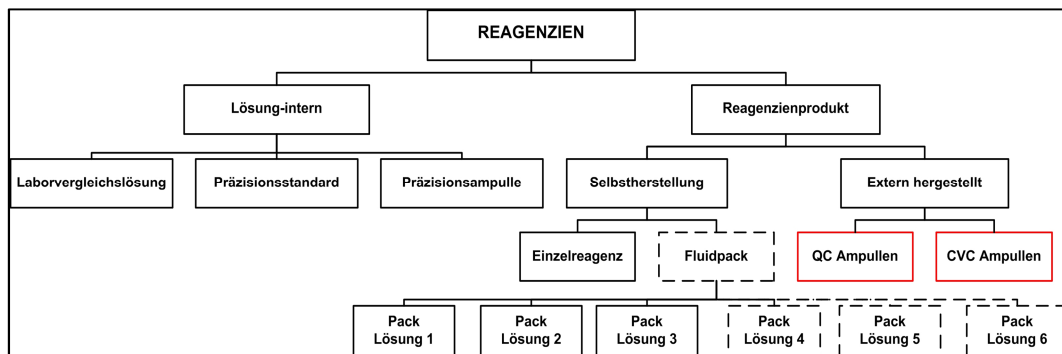 REAGENZIEN
Lösung-intern
Reagenzienprodukt
Laborvergleichslösung
Präzisionsstandard
Präzisionsampulle
Selbstherstellung
Extern hergestellt
Einzelreagenz
Fluidpack
QC Ampullen
CVC Ampullen
Pack
Lösung 1
Pack
Lösung 2
Pack
Lösung 3
Pack
Lösung 4
Pack
Lösung 5
Pack
Lösung 6